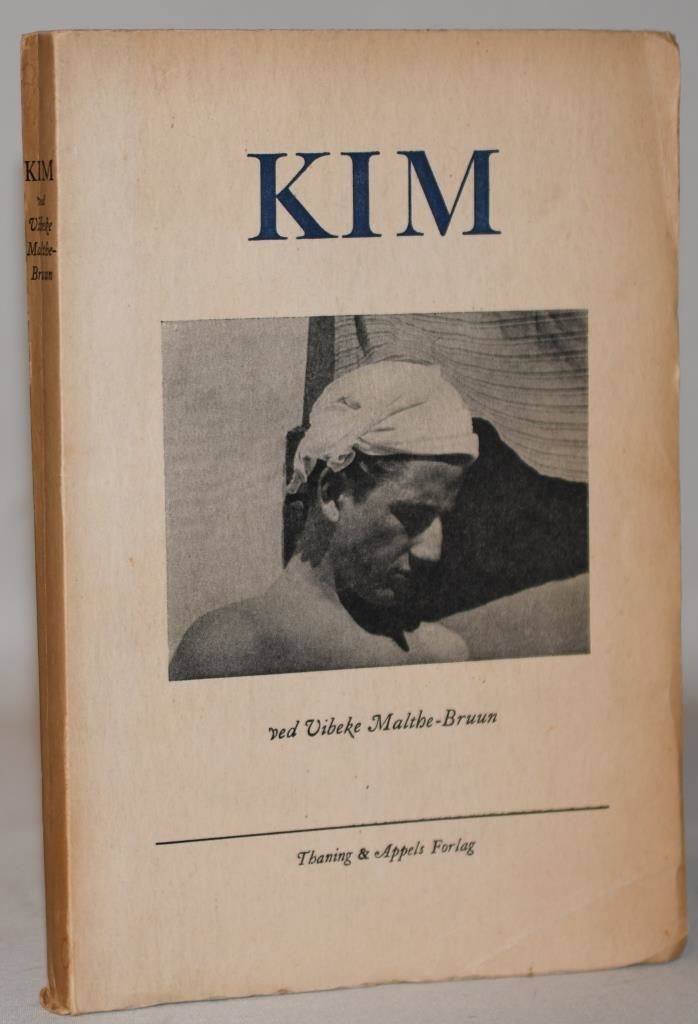 KIM
ved
Vibeke
Malthe-
Bruun
KIM
ved Vibeke Malthe-Bruun
Thaning & Appels Forlag